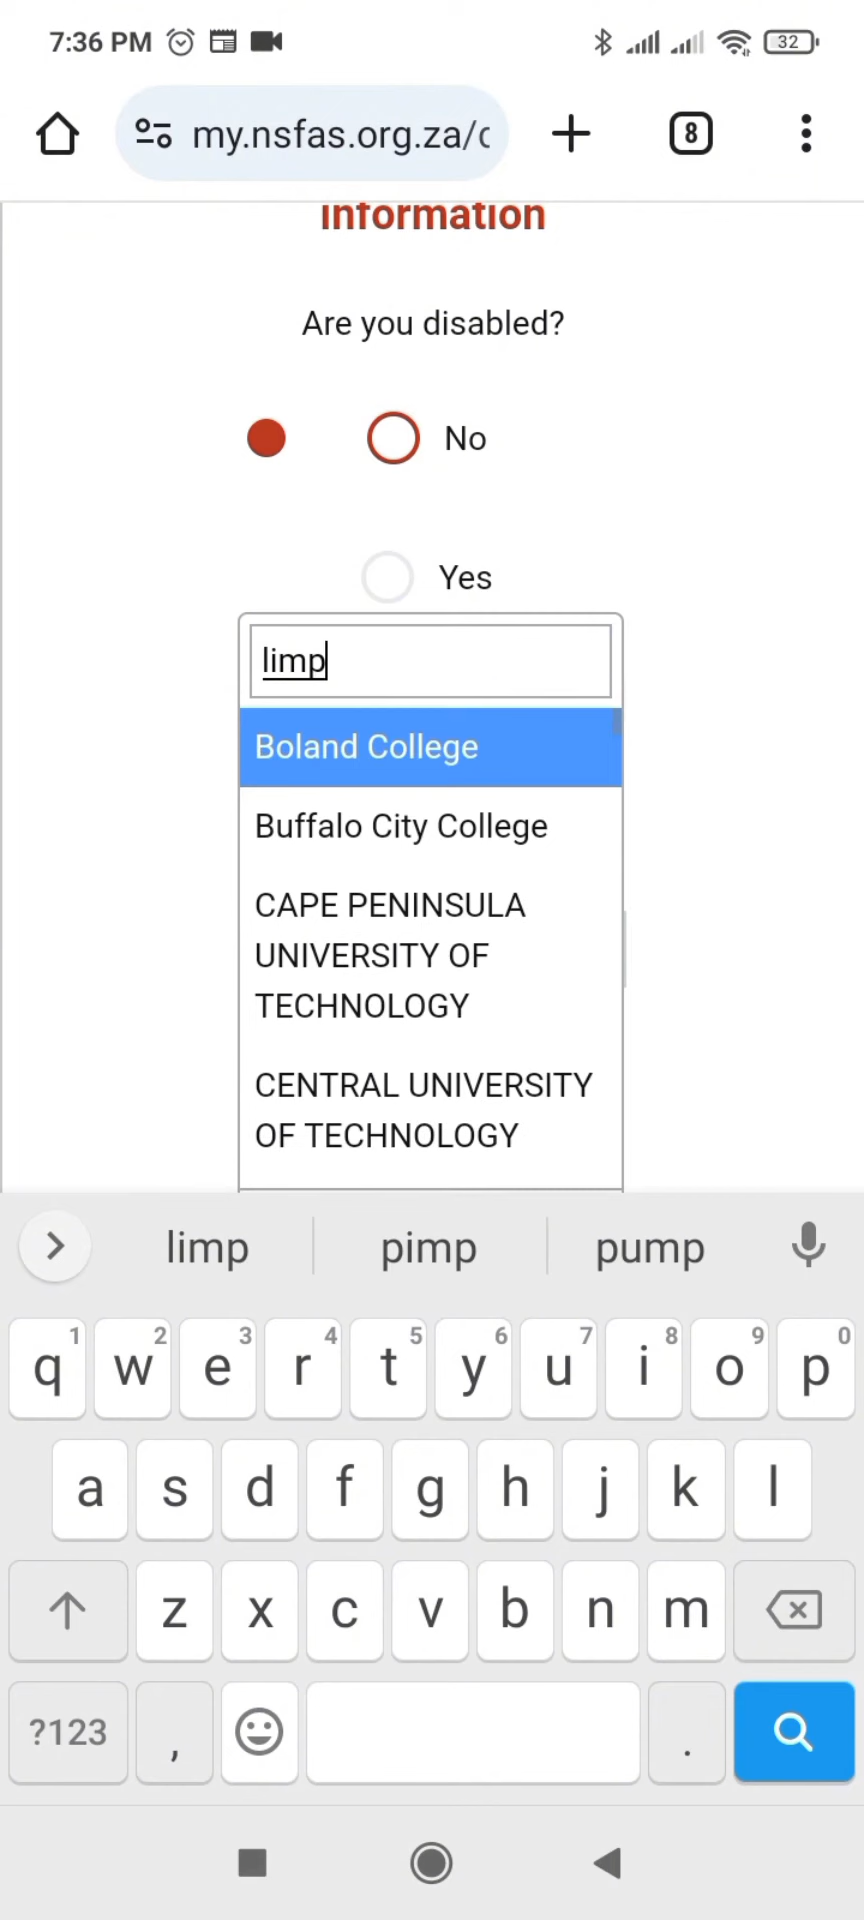 7:36 PM 32
my.nsfas.org.za/c 8
Information
Are you disabled?
No
Yes
limp
Boland College
Buffalo City College
CAPE PENINSULA
UNIVERSITY OF
TECHNOLOGY
CENTRAL UNIVERSITY
OF TECHNOLOGY
limp pimp pump
1 2 3 4 5 6 7 8 9 0
q w e r t y u i o p
a s d f g h j k l
z x c v b n m
?123 , .